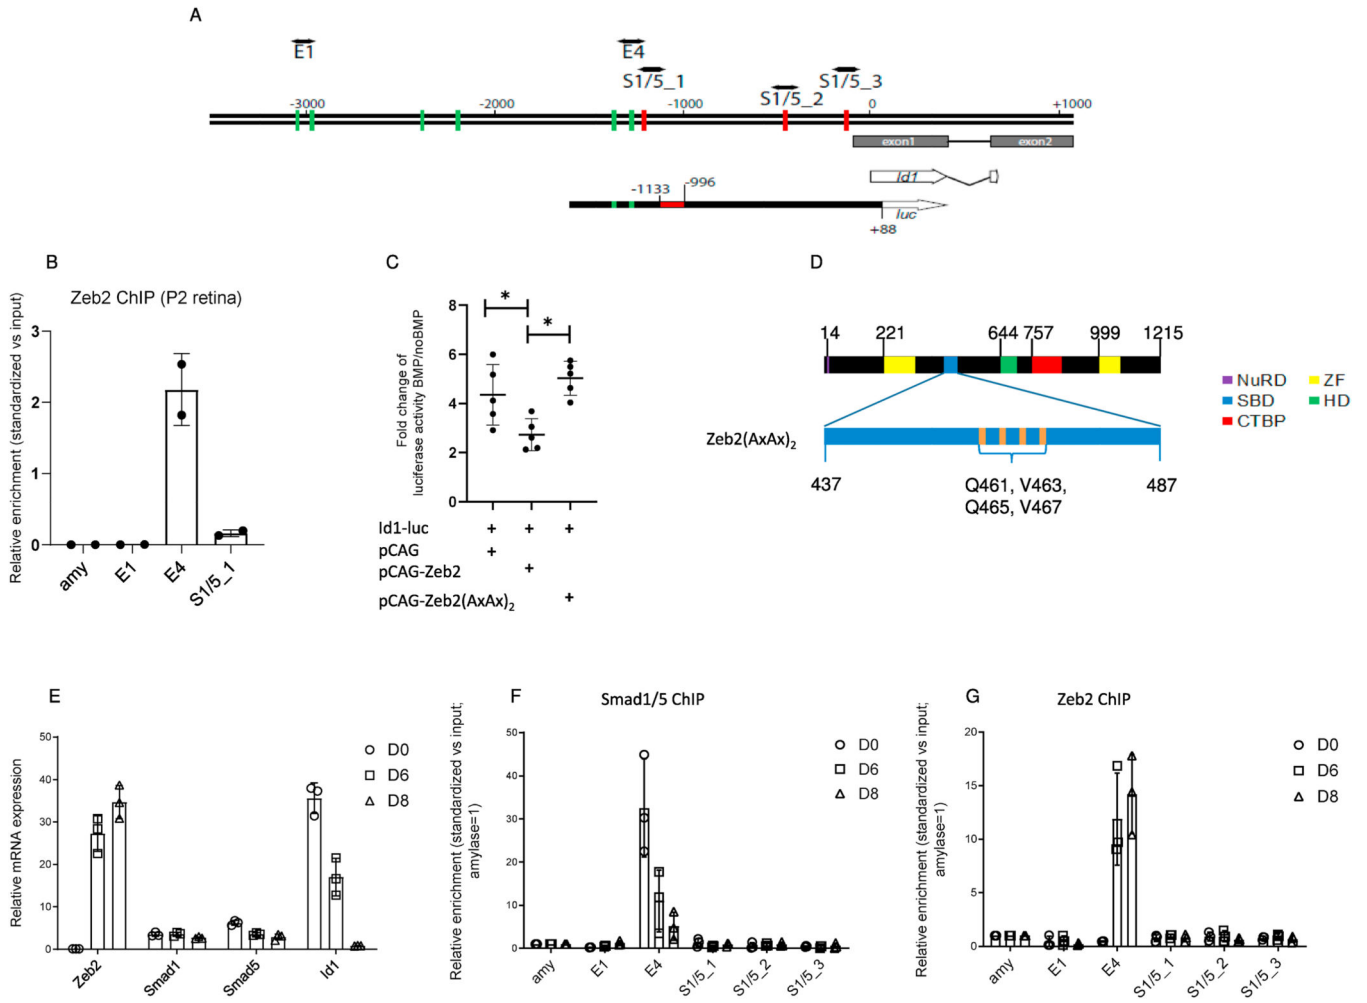 A
E1
E4
S1/5_1
S1/5_3
S1/5_2
-3000
-2000
-1000
0
+1000
exon1
exon2
Id1
-1133
-996
luc
+88
B
Zeb2 ChIP (P2 retina)
Relative enrichment (standardized vs input)
3
2
1
0
amy
E1
E4
S1/5_1
C
Fold change of
luciferase activity BMP/noBMP
8
6
4
2
0
*
*
Id1-luc + + +
pCAG +
pCAG-Zeb2 +
pCAG-Zeb2(AxAx)₂ +
D
14 221 644 757 999 1215
NuRD ZF
SBD HD
CTBP
Zeb2(AxAx)₂
437
Q461, V463,
Q465, V467
487
E
Relative mRNA expression
50
40
30
20
10
0
Zeb2
Smad1
Smad5
Id1
D0
D6
D8
F
Smad1/5 ChIP
Relative enrichment (standardized vs input;
amylase=1)
50
40
30
20
10
0
amy
E1
E4
S1/5_1
S1/5_2
S1/5_3
D0
D6
D8
G
Zeb2 ChIP
Relative enrichment (standardized vs input;
amylase=1)
20
15
10
5
0
amy
E1
E4
S1/5_1
S1/5_2
S1/5_3
D0
D6
D8